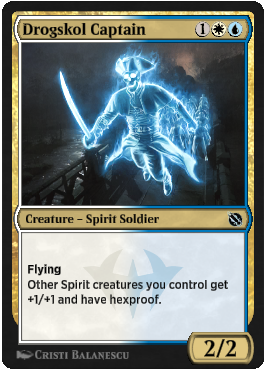 Drogskol Captain 1
Creature – Spirit Soldier
Flying
Other Spirit creatures you control get
+1/+1 and have hexproof.
Cristi Balanescu
2/2